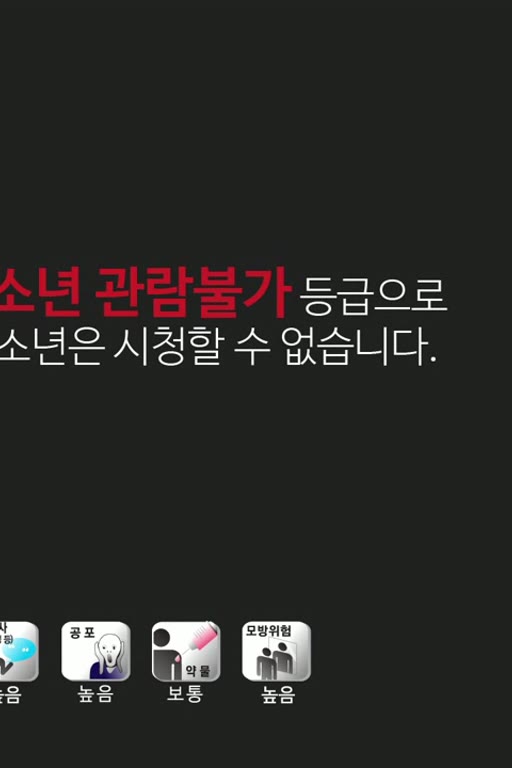 소년 관람불가 등급으로
소년은 시청할 수 없습니다.
사
공포
약물
모방위험
높음
높음
보통
높음